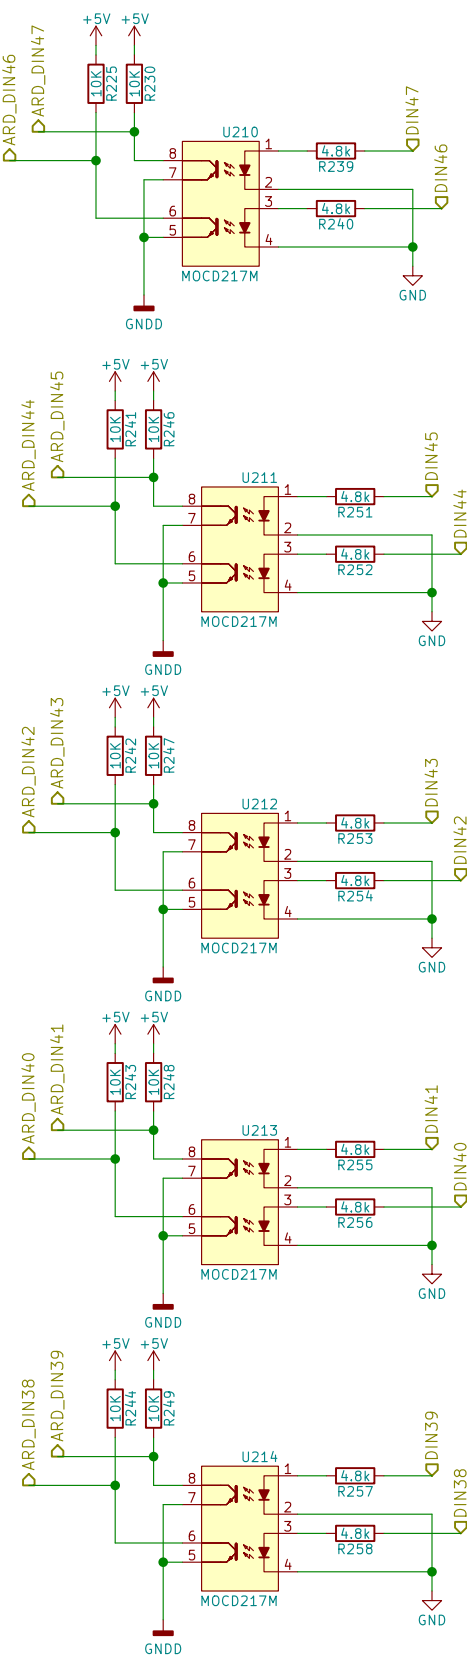 +5V +5V
ARD_DIN46
ARD_DIN47
10K
R225
10K
R230
U210
DIN47
DIN46
8
7
6
5
1
2
3
4
4.8k
R239
4.8k
R240
MOCD217M
GND
GNDD
+5V +5V
ARD_DIN44
ARD_DIN45
10K
R241
10K
R246
U211
DIN45
DIN44
8
7
6
5
1
2
3
4
4.8k
R251
4.8k
R252
MOCD217M
GND
GNDD
+5V +5V
ARD_DIN42
ARD_DIN43
10K
R242
10K
R247
U212
DIN43
DIN42
8
7
6
5
1
2
3
4
4.8k
R253
4.8k
R254
MOCD217M
GND
GNDD
+5V +5V
ARD_DIN40
ARD_DIN41
10K
R243
10K
R248
U213
DIN41
DIN40
8
7
6
5
1
2
3
4
4.8k
R255
4.8k
R256
MOCD217M
GND
GNDD
+5V +5V
ARD_DIN38
ARD_DIN39
10K
R244
10K
R249
U214
DIN39
DIN38
8
7
6
5
1
2
3
4
4.8k
R257
4.8k
R258
MOCD217M
GND
GNDD